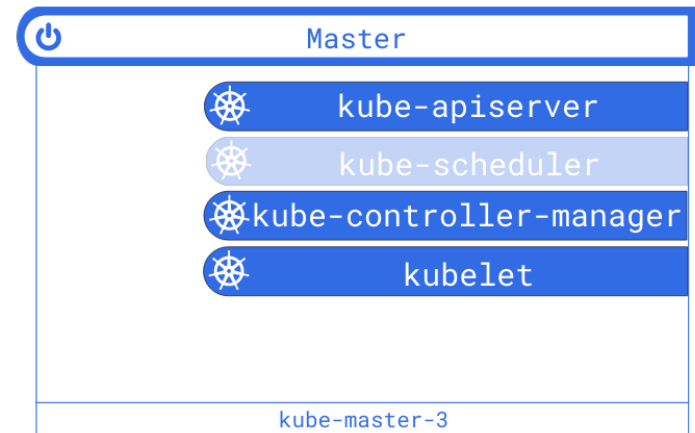 Master
kube-apiserver
kube-scheduler
kube-controller-manager
kubelet
kube-master-3